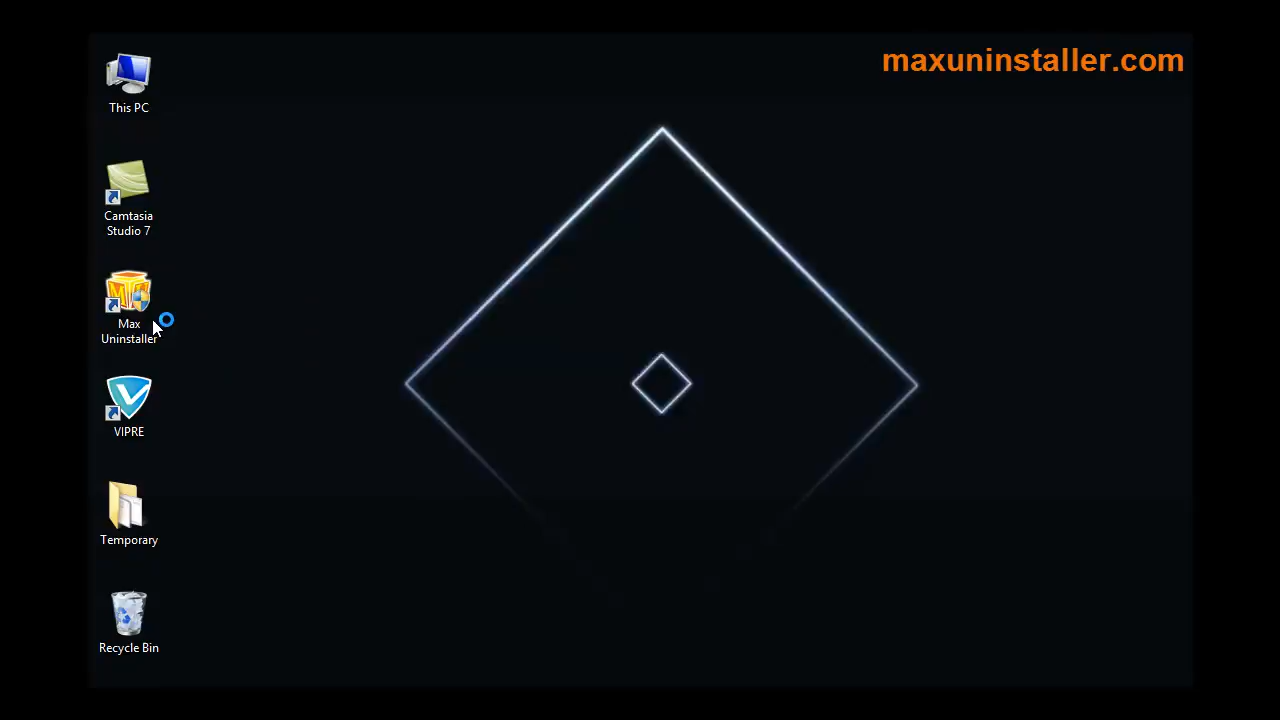 maxuninstaller.com
This PC
Camtasia
Studio 7
Max
Uninstaller
VIPRE
Temporary
Recycle Bin